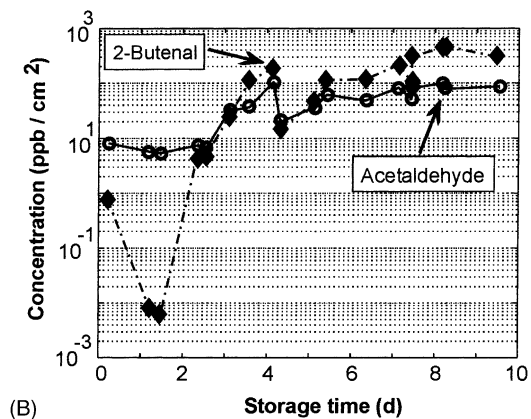 10^3
2-Butenal
10^1
Acetaldehyde
10^-1
10^-3
Concentration (ppb / cm^2)
0 2 4 6 8 10
(B) Storage time (d)